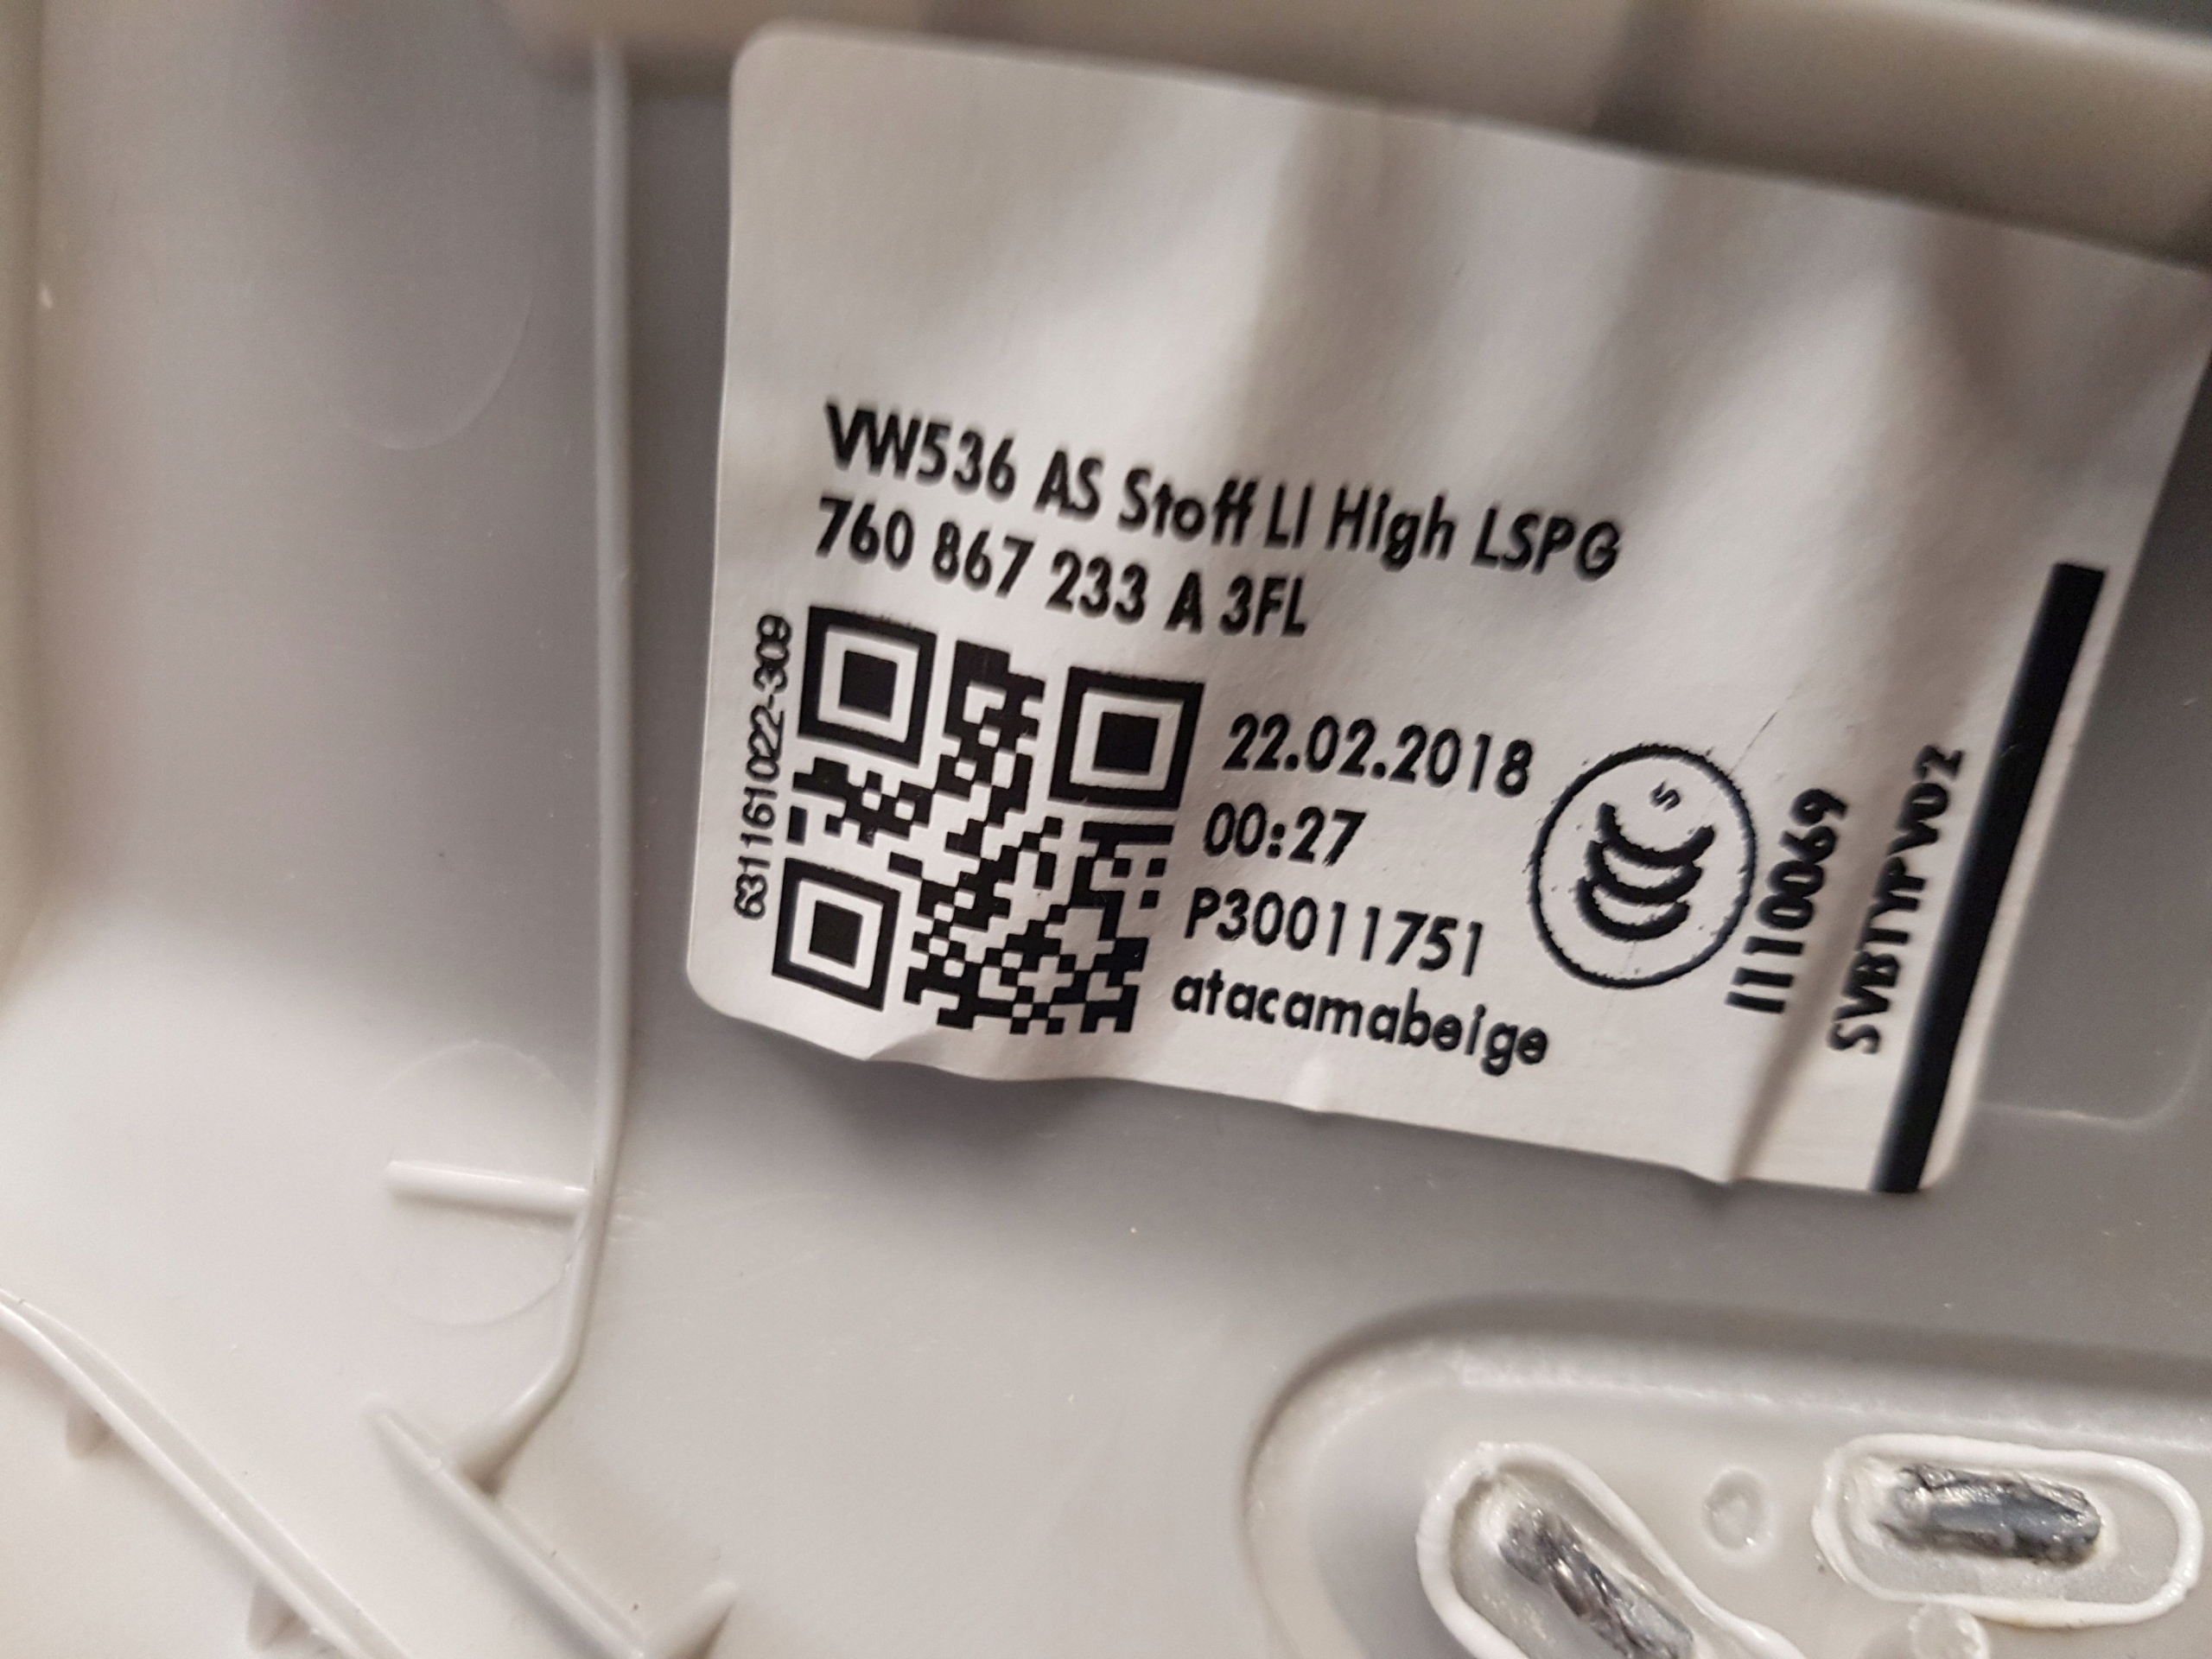 VW536 AS Stoff LI High LSPG
760 867 233 A 3FL
631161022-309
22.02.2018
00:27
P30011751
atacamabeige
5
1110069
SVBTYPV02